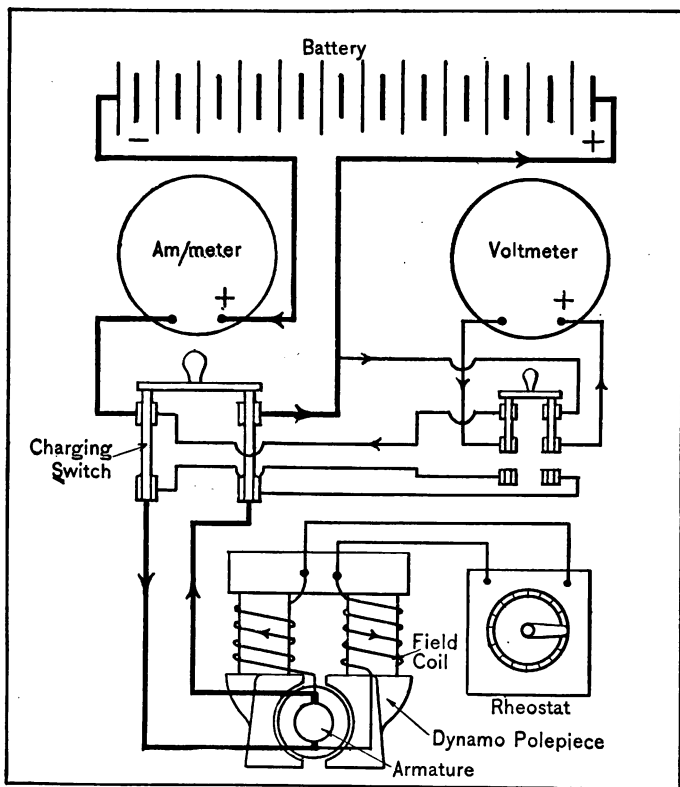 Battery
−
+
Am/meter
+
Voltmeter
+
Charging
Switch
Field
Coil
Rheostat
Dynamo Polepiece
Armature